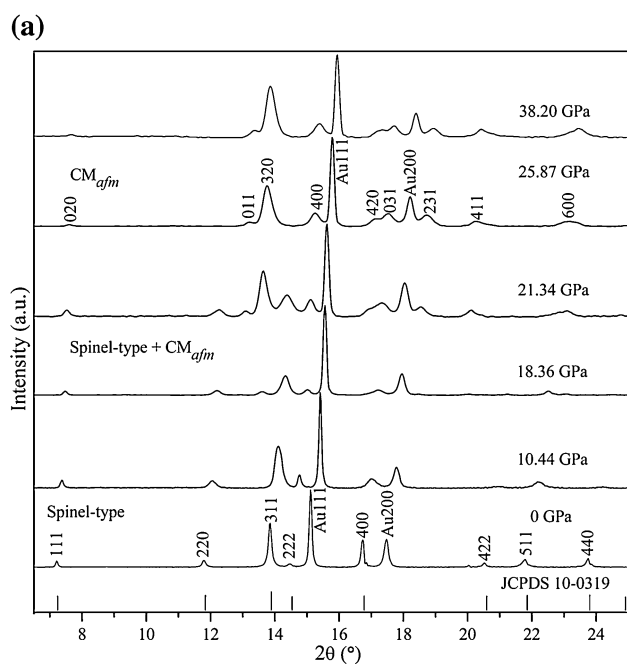 (a)
38.20 GPa
Au111
CM_afm
25.87 GPa
020
011
320
400
420
031
Au200
231
411
600
21.34 GPa
Spinel-type + CM_afm
18.36 GPa
10.44 GPa
Spinel-type
0 GPa
111
220
311
222
Au111
400
Au200
422
511
440
JCPDS 10-0319
8 10 12 14 16 18 20 22 24
2θ (°)
Intensity (a.u.)